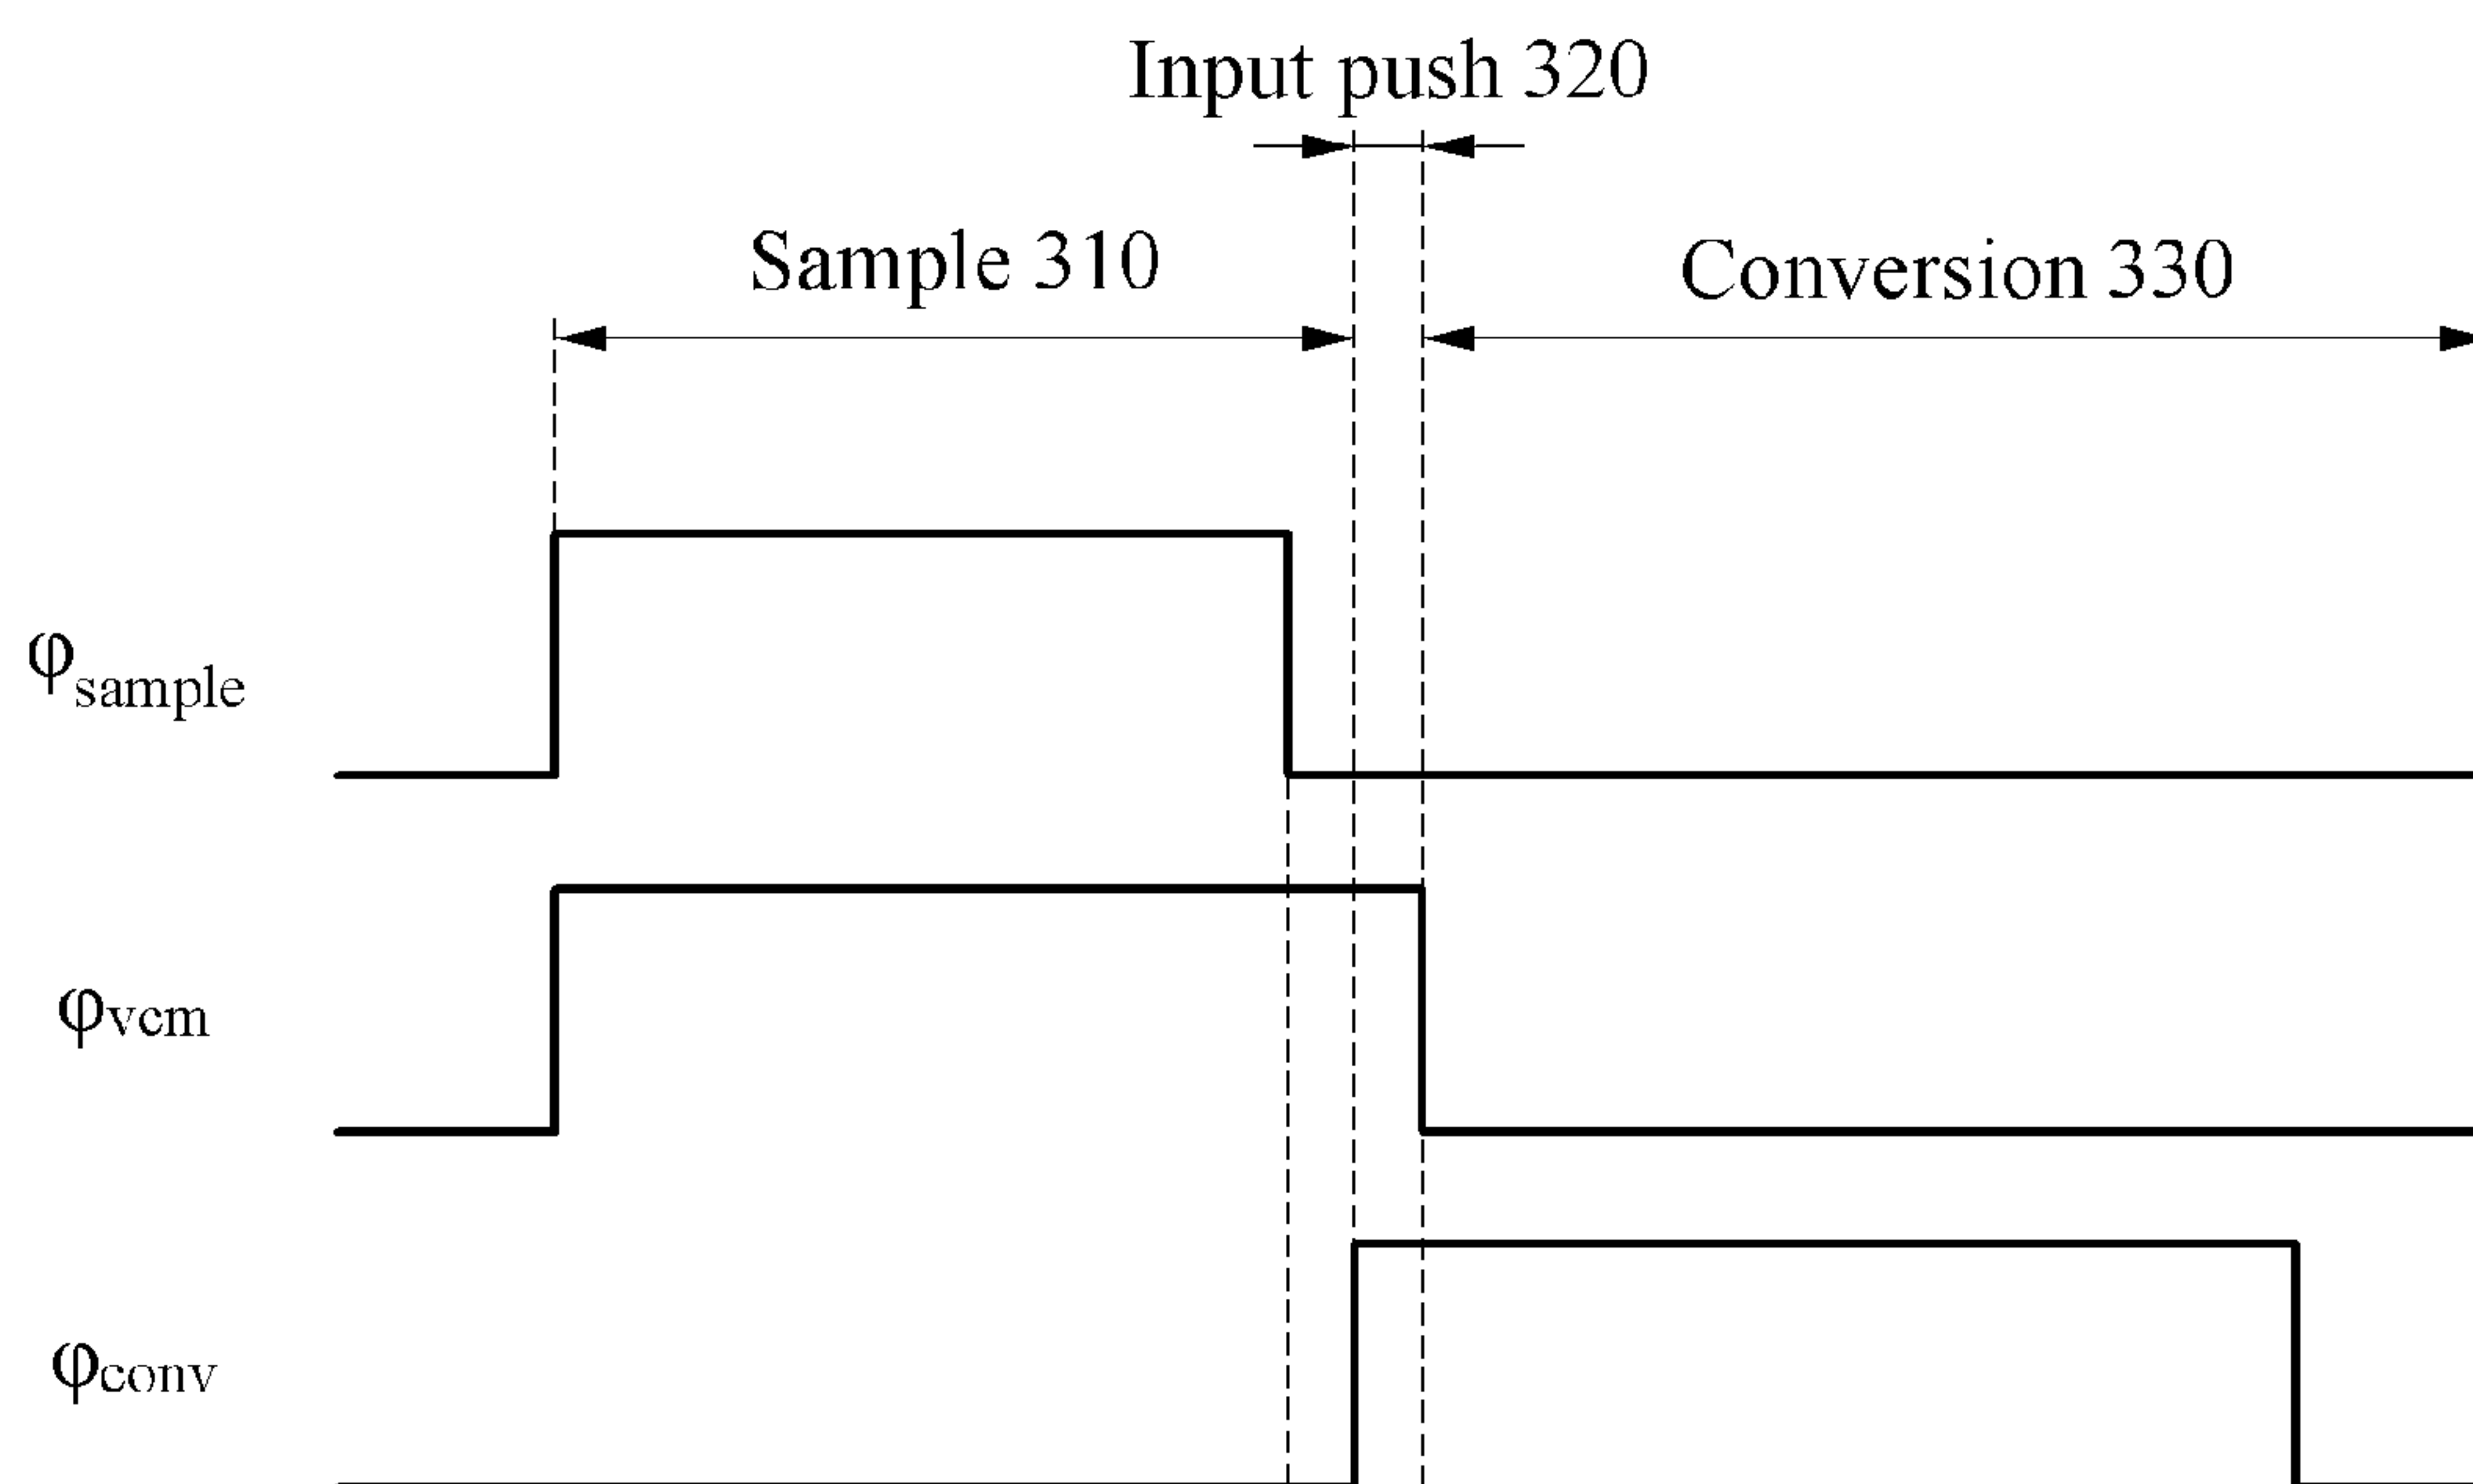 Input push 320
Sample 310
Conversion 330
φsample
φvcm
φconv